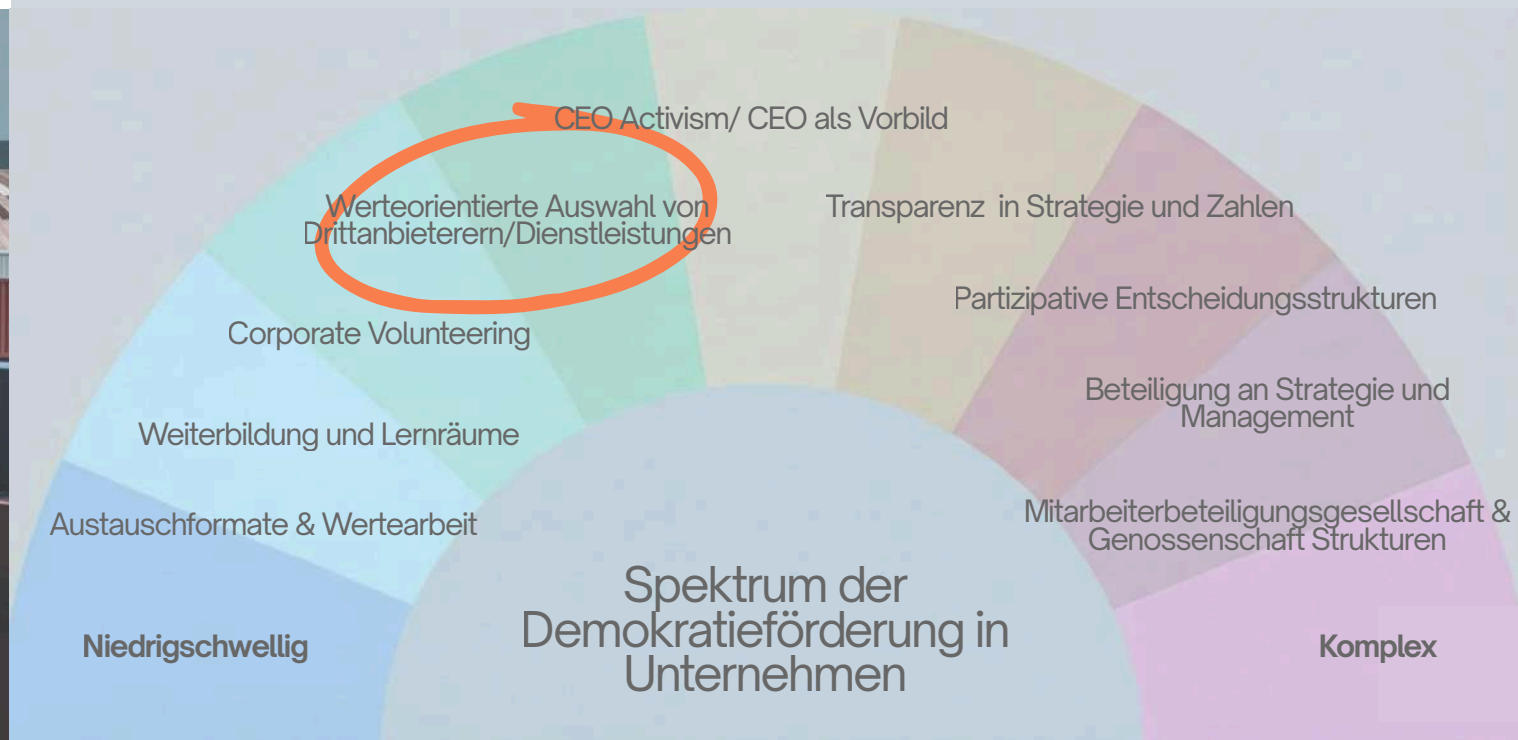 CEO Activism/ CEO als Vorbild
Werteorientierte Auswahl von
Drittanbieterern/Dienstleistungen
Transparenz in Strategie und Zahlen
Partizipative Entscheidungsstrukturen
Corporate Volunteering
Beteiligung an Strategie und
Management
Weiterbildung und Lernräume
Mitarbeiterbeteiligungsgesellschaft &
Genossenschaft Strukturen
Austauschformate & Wertearbeit
Spektrum der
Demokratieförderung in
Unternehmen
Niedrigschwellig
Komplex